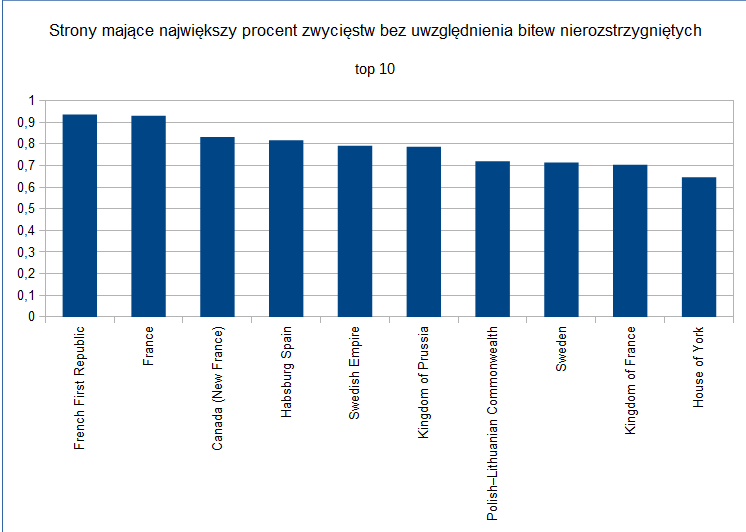 Strony mające największy procent zwycięstw bez uwzględnienia bitew nierozstrzygniętych
top 10
1
0,9
0,8
0,7
0,6
0,5
0,4
0,3
0,2
0,1
0
French First Republic
France
Canada (New France)
Habsburg Spain
Swedish Empire
Kingdom of Prussia
Polish–Lithuanian Commonwealth
Sweden
Kingdom of France
House of York